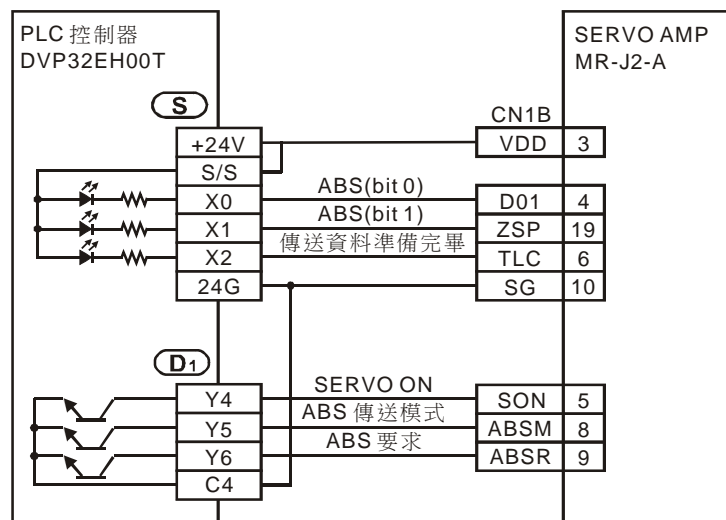 PLC 控制器
DVP32EH00T
SERVO AMP
MR-J2-A
S
CN1B
+24V
VDD 3
S/S
X0
ABS(bit 0)
D01 4
X1
ABS(bit 1)
ZSP 19
X2
傳送資料準備完畢
TLC 6
24G
SG 10
D1
Y4
SERVO ON
SON 5
Y5
ABS 傳送模式
ABSM 8
Y6
ABS 要求
ABSR 9
C4